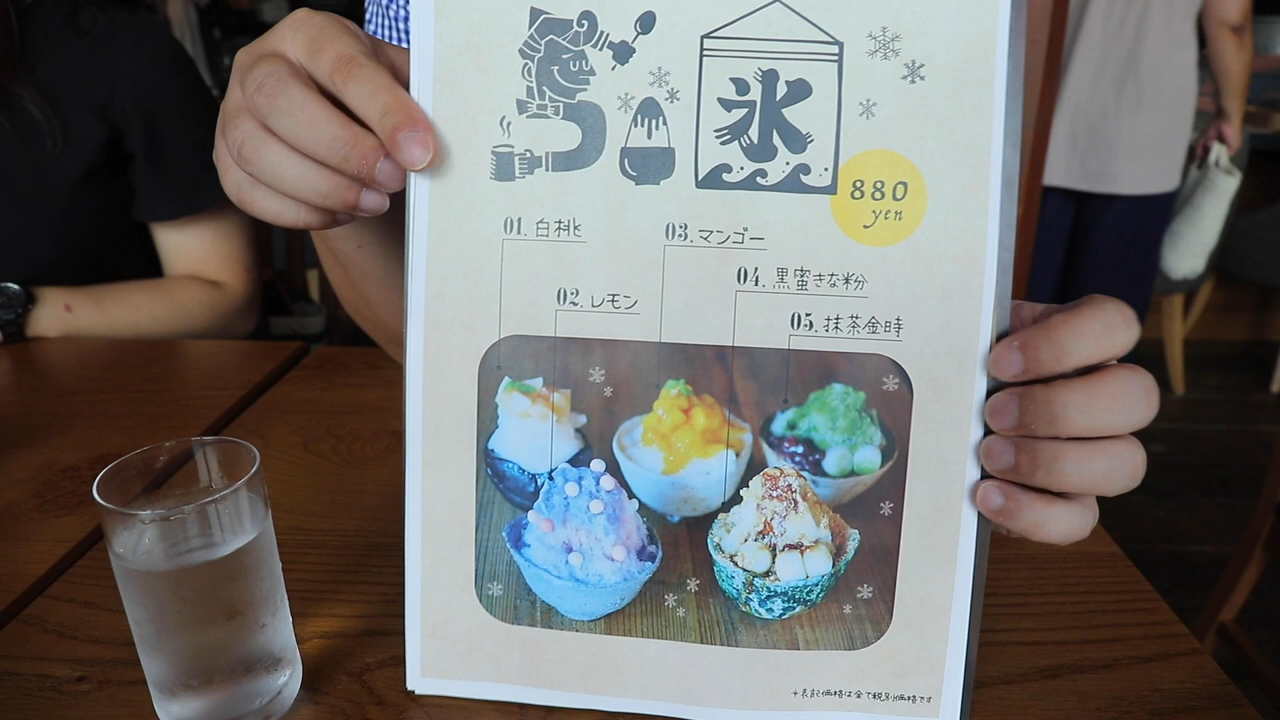 氷
880
yen
01. 白桃
03. マンゴー
04. 黒蜜きな粉
02. レモン
05. 抹茶金時
＊表記価格は全て税別価格です